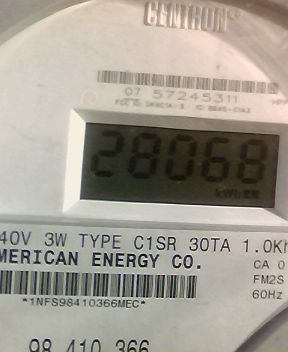 CENTRON®
07 57245311
28068
kWh
40V 3W TYPE C1SR 30TA 1.0Kh
MERICAN ENERGY CO.
CA 0
FM2S
60Hz
*1NFS98410366MEC*
98 410 366